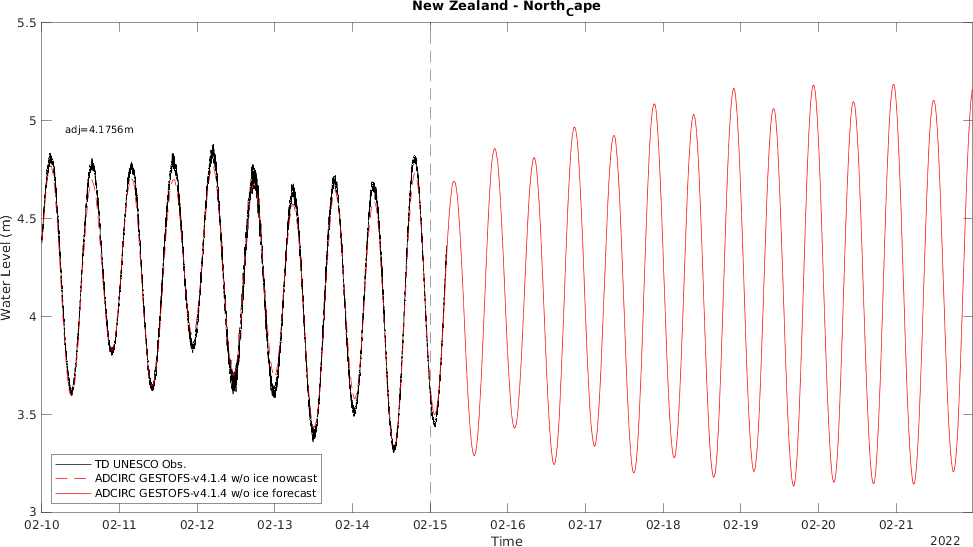 New Zealand - NorthCape
5.5
5
4.5
4
3.5
3
Water Level (m)
adj=4.1756m
TD UNESCO Obs.
ADCIRC GESTOFS-v4.1.4 w/o ice nowcast
ADCIRC GESTOFS-v4.1.4 w/o ice forecast
02-10 02-11 02-12 02-13 02-14 02-15 02-16 02-17 02-18 02-19 02-20 02-21
Time
2022